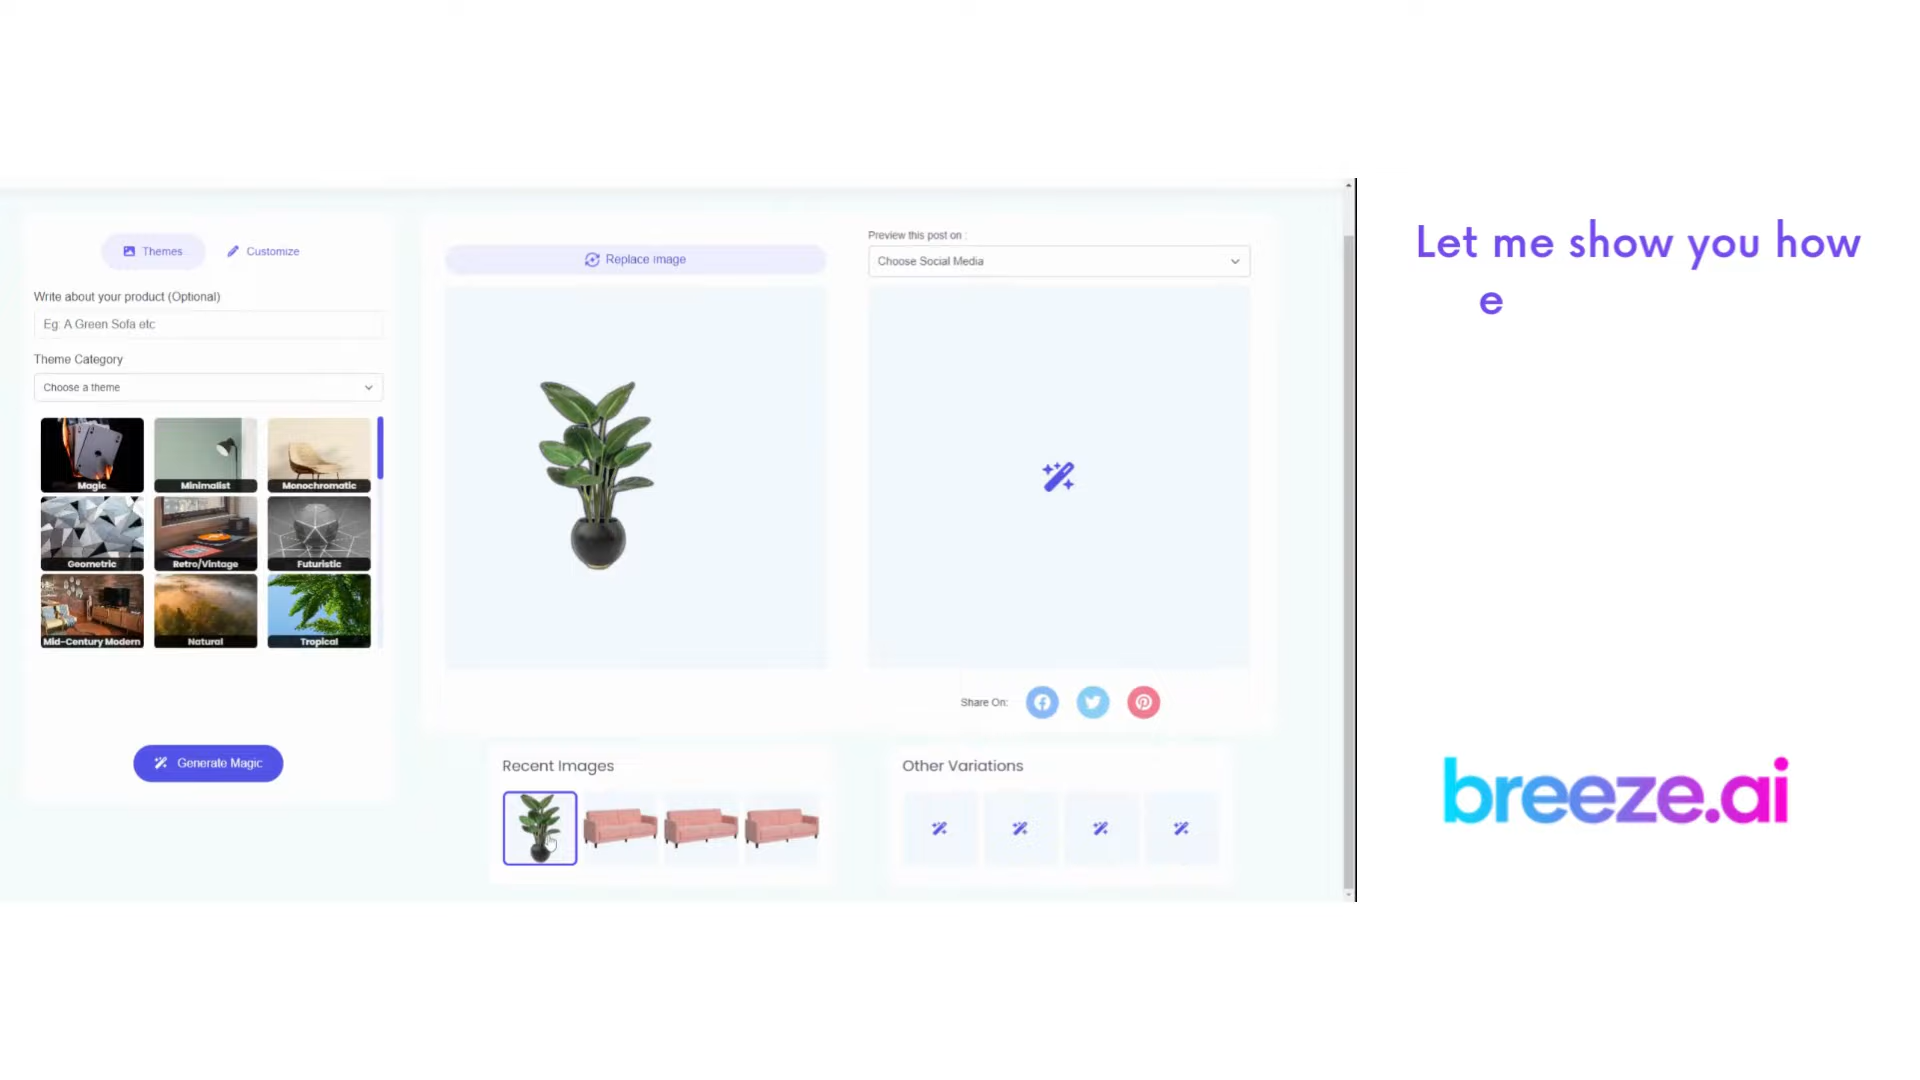 Let me show you how
e
Themes
Customize
Write about your product (Optional)
Eg: A Green Sofa etc
Theme Category
Choose a theme
Magic
Minimalist
Monochromatic
Geometric
Retro/Vintage
Futuristic
Mid-Century Modern
Natural
Tropical
Generate Magic
Replace image
Preview this post on :
Choose Social Media
Share On:
Recent Images
Other Variations
breeze.ai